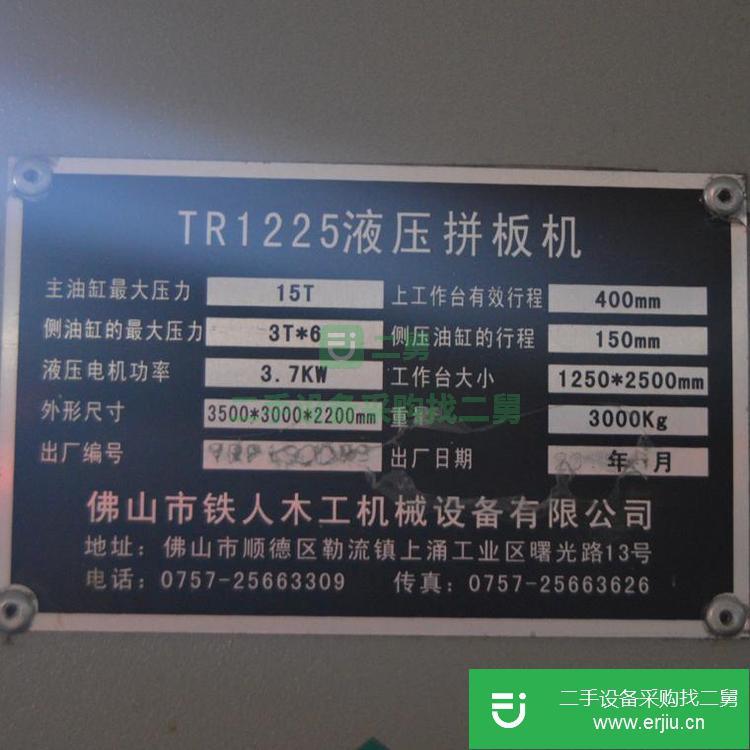 TR1225液压拼板机
主油缸最大压力 15T 上工作台有效行程 400mm
侧油缸的最大压力 3T*6 侧压油缸的行程 150mm
液压电机功率 3.7KW 工作台大小 1250*2500mm
外形尺寸 3500*3000*2200mm 重 3000Kg
出厂编号 出厂日期 年 月
佛山市铁人木工机械设备有限公司
地址：佛山市顺德区勒流镇上涌工业区曙光路13号
电话：0757-25663309 传真：0757-25663626
二舅
二手设备采购找二舅
二手设备采购找二舅
www.erjiu.cn